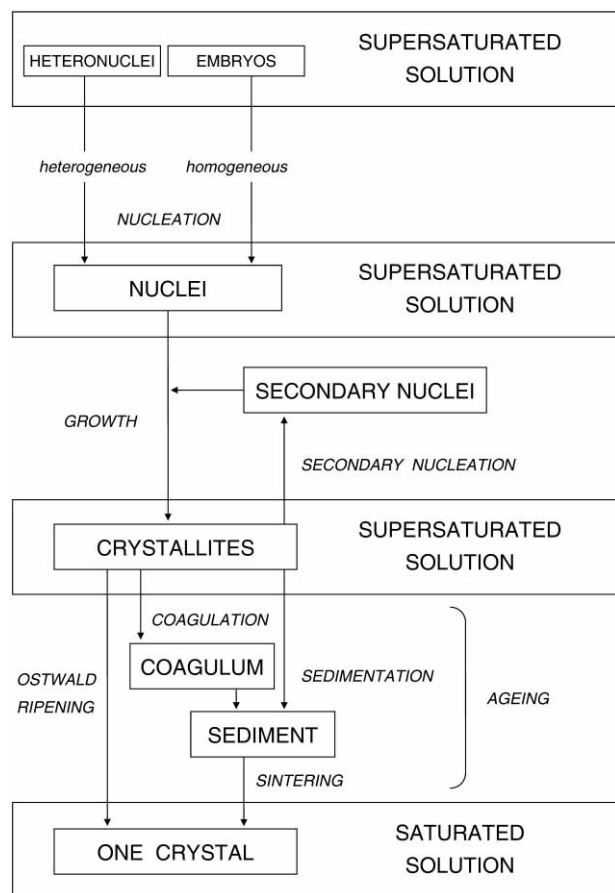 HETERONUCLEI
EMBRYOS
SUPERSATURATED
SOLUTION
heterogeneous
homogeneous
NUCLEATION
NUCLEI
SUPERSATURATED
SOLUTION
SECONDARY NUCLEI
GROWTH
SECONDARY NUCLEATION
CRYSTALLITES
SUPERSATURATED
SOLUTION
COAGULATION
COAGULUM
OSTWALD
RIPENING
SEDIMENTATION
AGEING
SEDIMENT
SINTERING
ONE CRYSTAL
SATURATED
SOLUTION